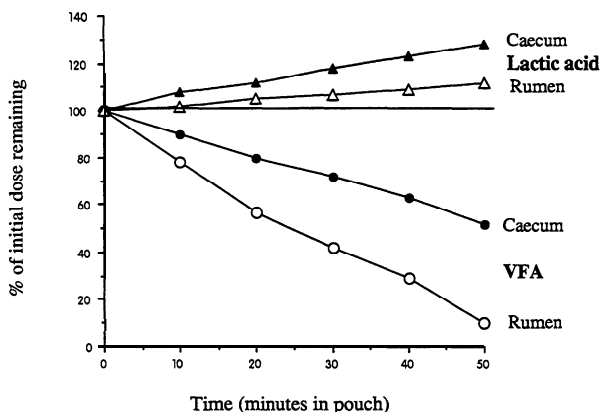 % of initial dose remaining
140
120
100
80
60
40
20
0
0 10 20 30 40 50
Time (minutes in pouch)
Caecum
Lactic acid
Rumen
Caecum
VFA
Rumen